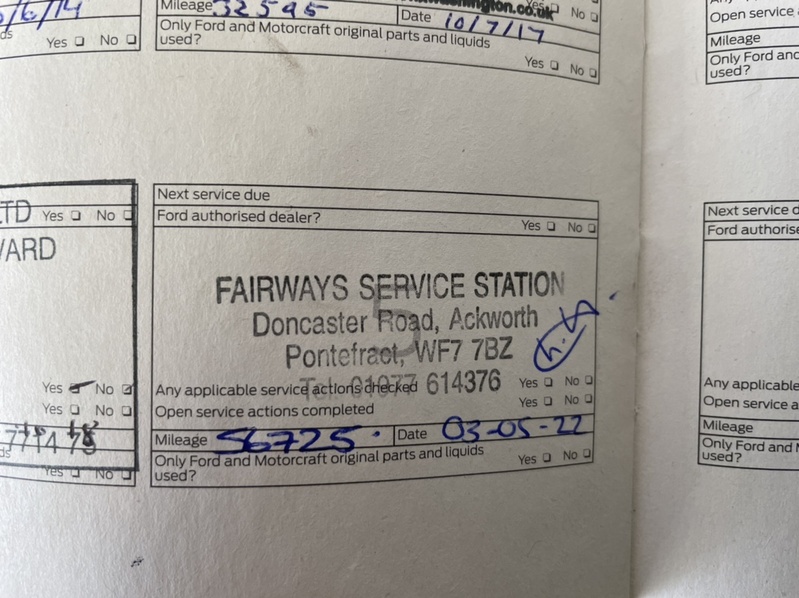 Mileage 32595
Date 10/7/17
Yes No
Only Ford and Motorcraft original parts and liquids
used?
Yes No
Yes No
Open service
Mileage
Only Ford and
used?
LTD Yes No
Yes No
Yes No
Yes No
Next service due
Ford authorised dealer? Yes No
FAIRWAYS SERVICE STATION
5
Doncaster Road, Ackworth
Pontefract, WF7 7BZ
Any applicable service actions checked Yes No
Tel: 01977 614376
Open service actions completed Yes No
Mileage 56725. Date 03-05-22
Only Ford and Motorcraft original parts and liquids
used?
Yes No
Next service d
Ford authorise
Any applicable
Open service a
Mileage
Only Ford and
used?